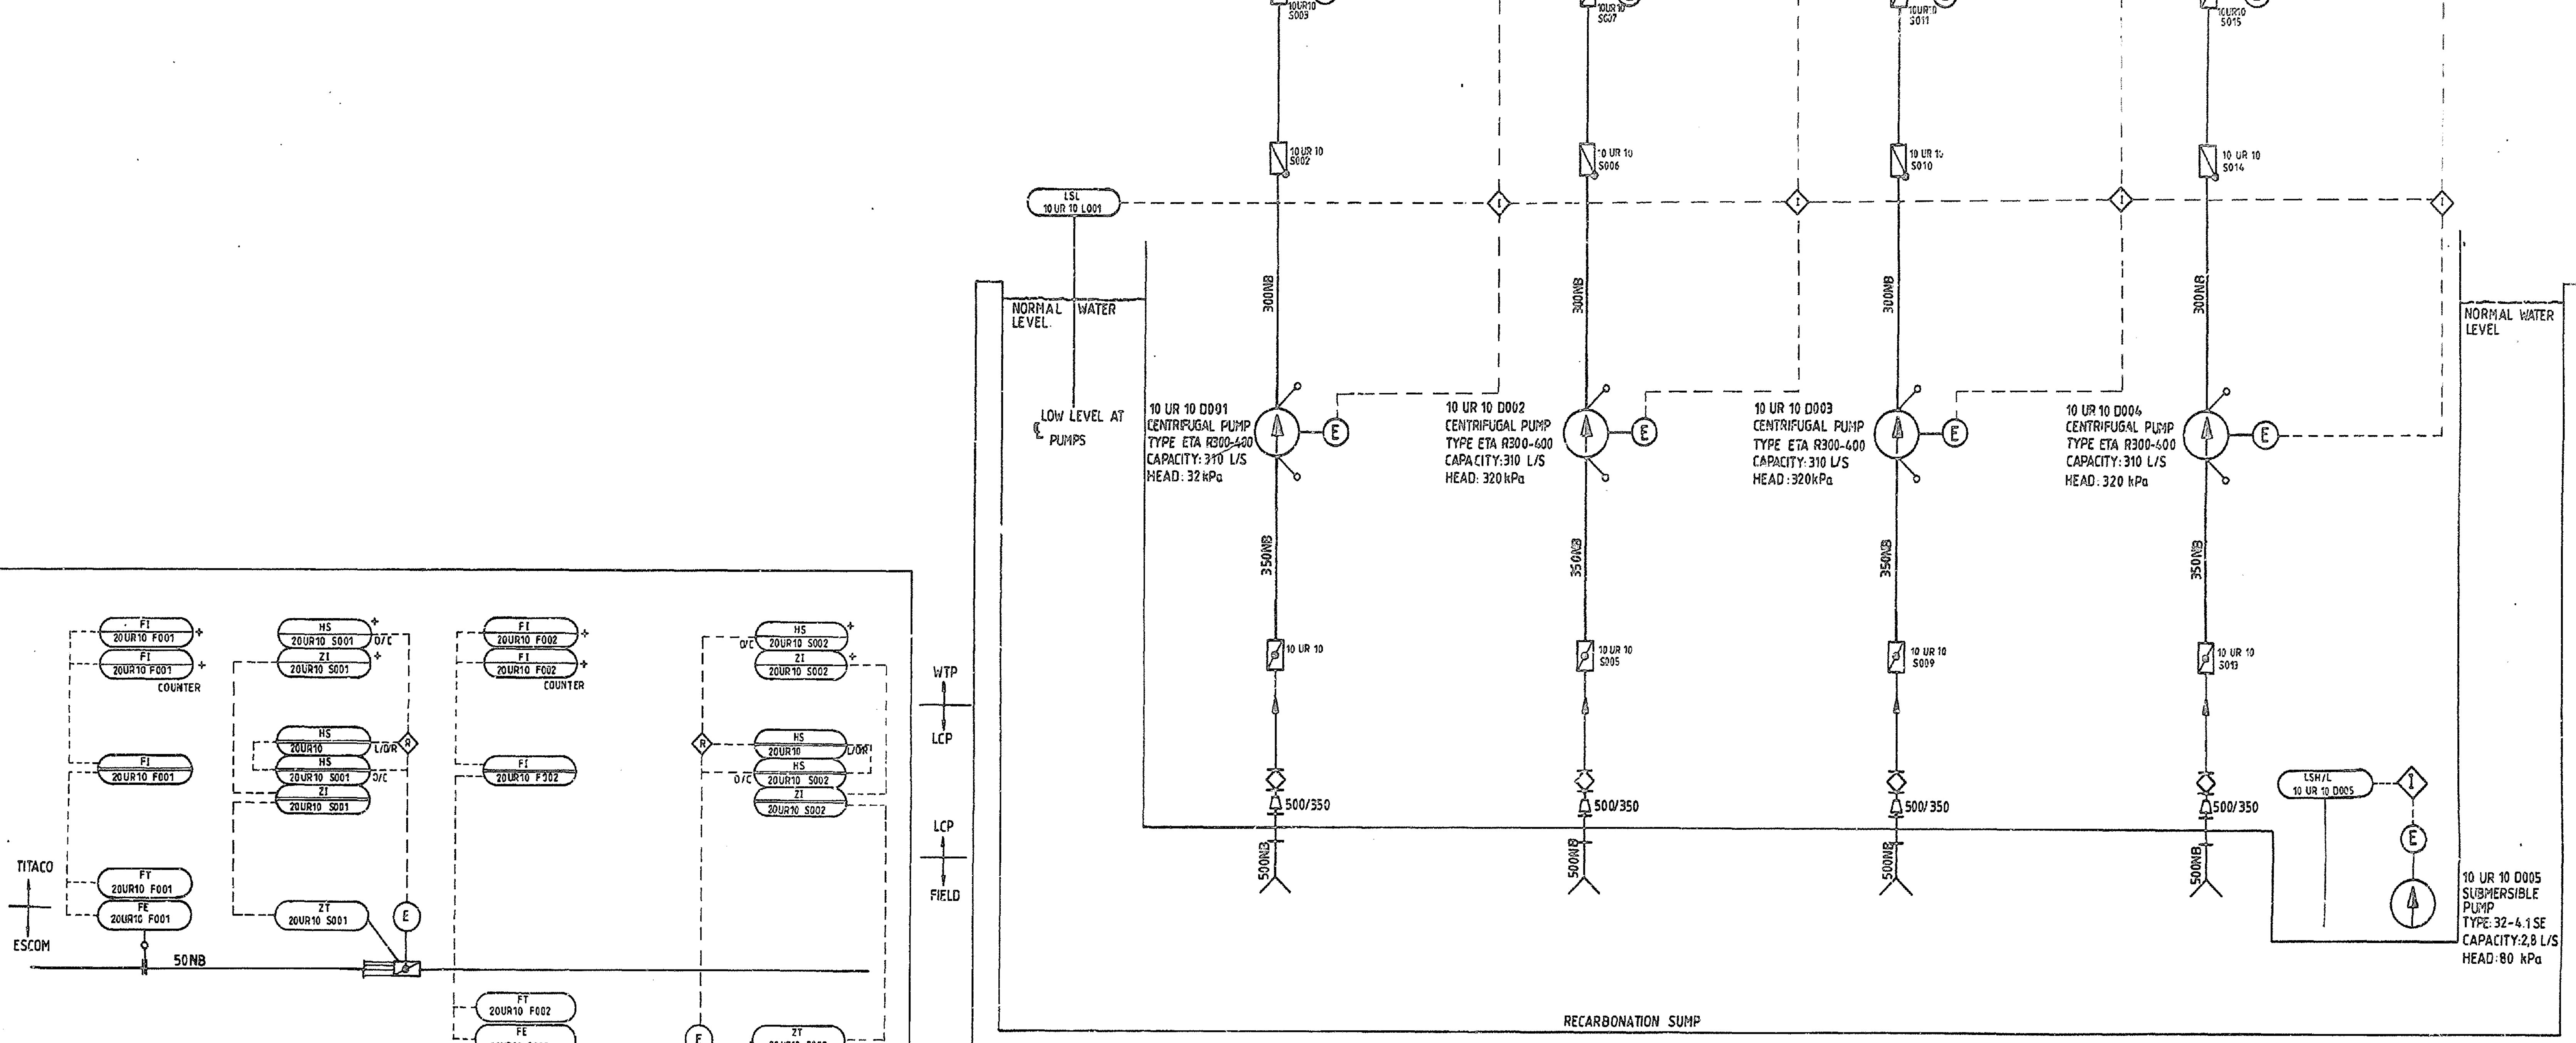 10UR10
S003
10UR10
S007
10UR10
S011
10UR10
S015
10 UR 10
S002
10 UR 10
S006
10 UR 10
S010
10 UR 10
S014
LSL
10 UR 10 L001
I
I
I
I
300NB
300NB
300NB
300NB
NORMAL WATER
LEVEL.
NORMAL WATER
LEVEL
LOW LEVEL AT
℄ PUMPS
10 UR 10 D001
CENTRIFUGAL PUMP
TYPE ETA R300-400
CAPACITY: 310 L/S
HEAD: 32kPa
E
10 UR 10 D002
CENTRIFUGAL PUMP
TYPE ETA R300-400
CAPACITY:310 L/S
HEAD: 320kPa
E
10 UR 10 D003
CENTRIFUGAL PUMP
TYPE ETA R300-400
CAPACITY:310 L/S
HEAD:320kPa
E
10 UR 10 D004
CENTRIFUGAL PUMP
TYPE ETA R300-400
CAPACITY:310 L/S
HEAD: 320 kPa
E
350NB
350NB
350NB
350NB
10 UR 10
10 UR 10
S005
10 UR 10
S009
10 UR 10
S013
500/350
500/350
500/350
500/350
500NB
500NB
500NB
500NB
LSH/L
10 UR 10 D005
I
E
10 UR 10 D005
SUBMERSIBLE
PUMP
TYPE: 32-4.1 SE
CAPACITY:2,8 L/S
HEAD:80 kPa
RECARBONATION SUMP
WTP
LCP
LCP
FIELD
FI
20UR10 F001
FI
20UR10 F001
COUNTER
HS
20UR10 S001
O/C
ZI
20UR10 S001
FI
20UR10 F002
FI
20UR10 F002
COUNTER
HS
20UR10 S002
O/C
ZI
20UR10 S002
FI
20UR10 F001
HS
20UR10
L/O/R
R
HS
20UR10 S001
O/C
ZI
20UR10 S001
FI
20UR10 F002
R
HS
20UR10
L/O/R
HS
20UR10 S002
O/C
ZI
20UR10 S002
TITACO
ESCOM
FT
20UR10 F001
FE
20UR10 F001
50NB
ZT
20UR10 S001
E
FT
20UR10 F002
FE
E
ZT